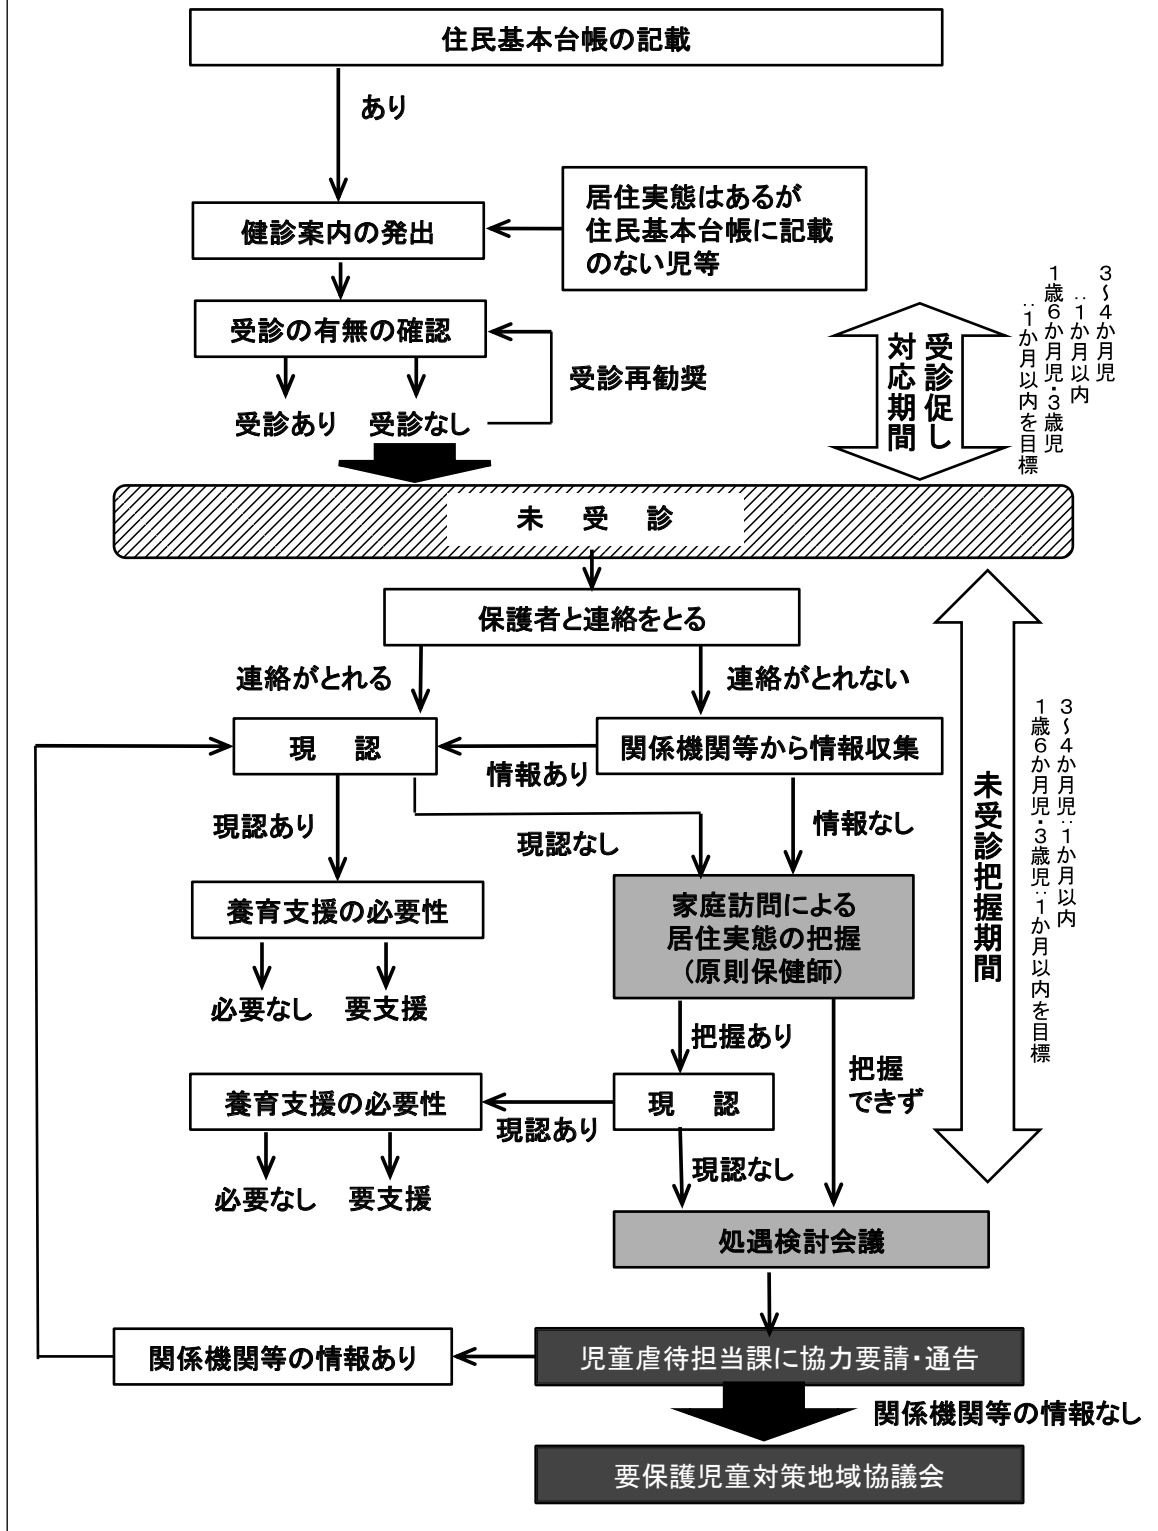 住民基本台帳の記載
あり
居住実態はあるが
住民基本台帳に記載
のない児等
健診案内の発出
受診の有無の確認
受診再勧奨
受診あり
受診なし
受診促し
対応期間
３～４か月児
：１か月以内
１歳６か月児・３歳児
：１か月以内を目標
未　受　診
保護者と連絡をとる
連絡がとれる
連絡がとれない
現　認
関係機関等から情報収集
情報あり
現認あり
現認なし
情報なし
未受診把握期間
３～４か月児：１か月以内
１歳６か月児・３歳児：１か月以内を目標
養育支援の必要性
家庭訪問による
居住実態の把握
（原則保健師）
必要なし
要支援
把握あり
把握
できず
養育支援の必要性
現　認
現認あり
現認なし
必要なし
要支援
処遇検討会議
関係機関等の情報あり
児童虐待担当課に協力要請・通告
関係機関等の情報なし
要保護児童対策地域協議会